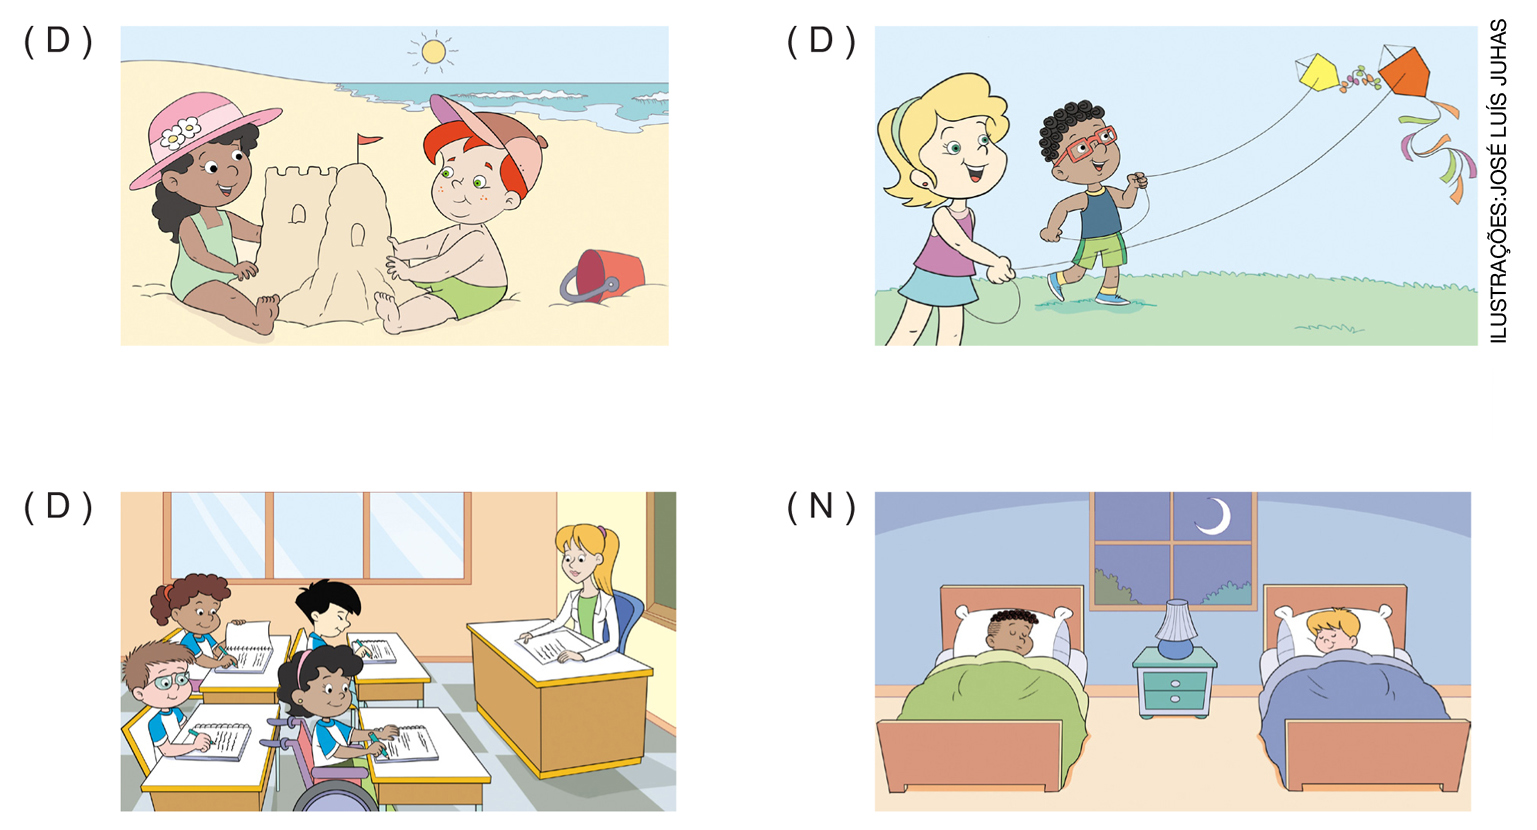 ( D )
( D )
ILUSTRAÇÕES: JOSÉ LUÍS JUHAS
( D )
( N )